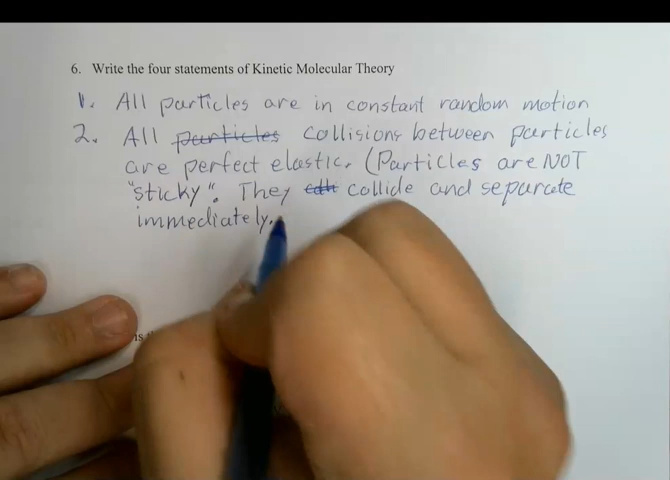 6. Write the four statements of Kinetic Molecular Theory
1. All particles are in constant random motion
2. All particles collisions between particles
are perfect elastic. (Particles are NOT
"sticky". They collide and separate
immediately.